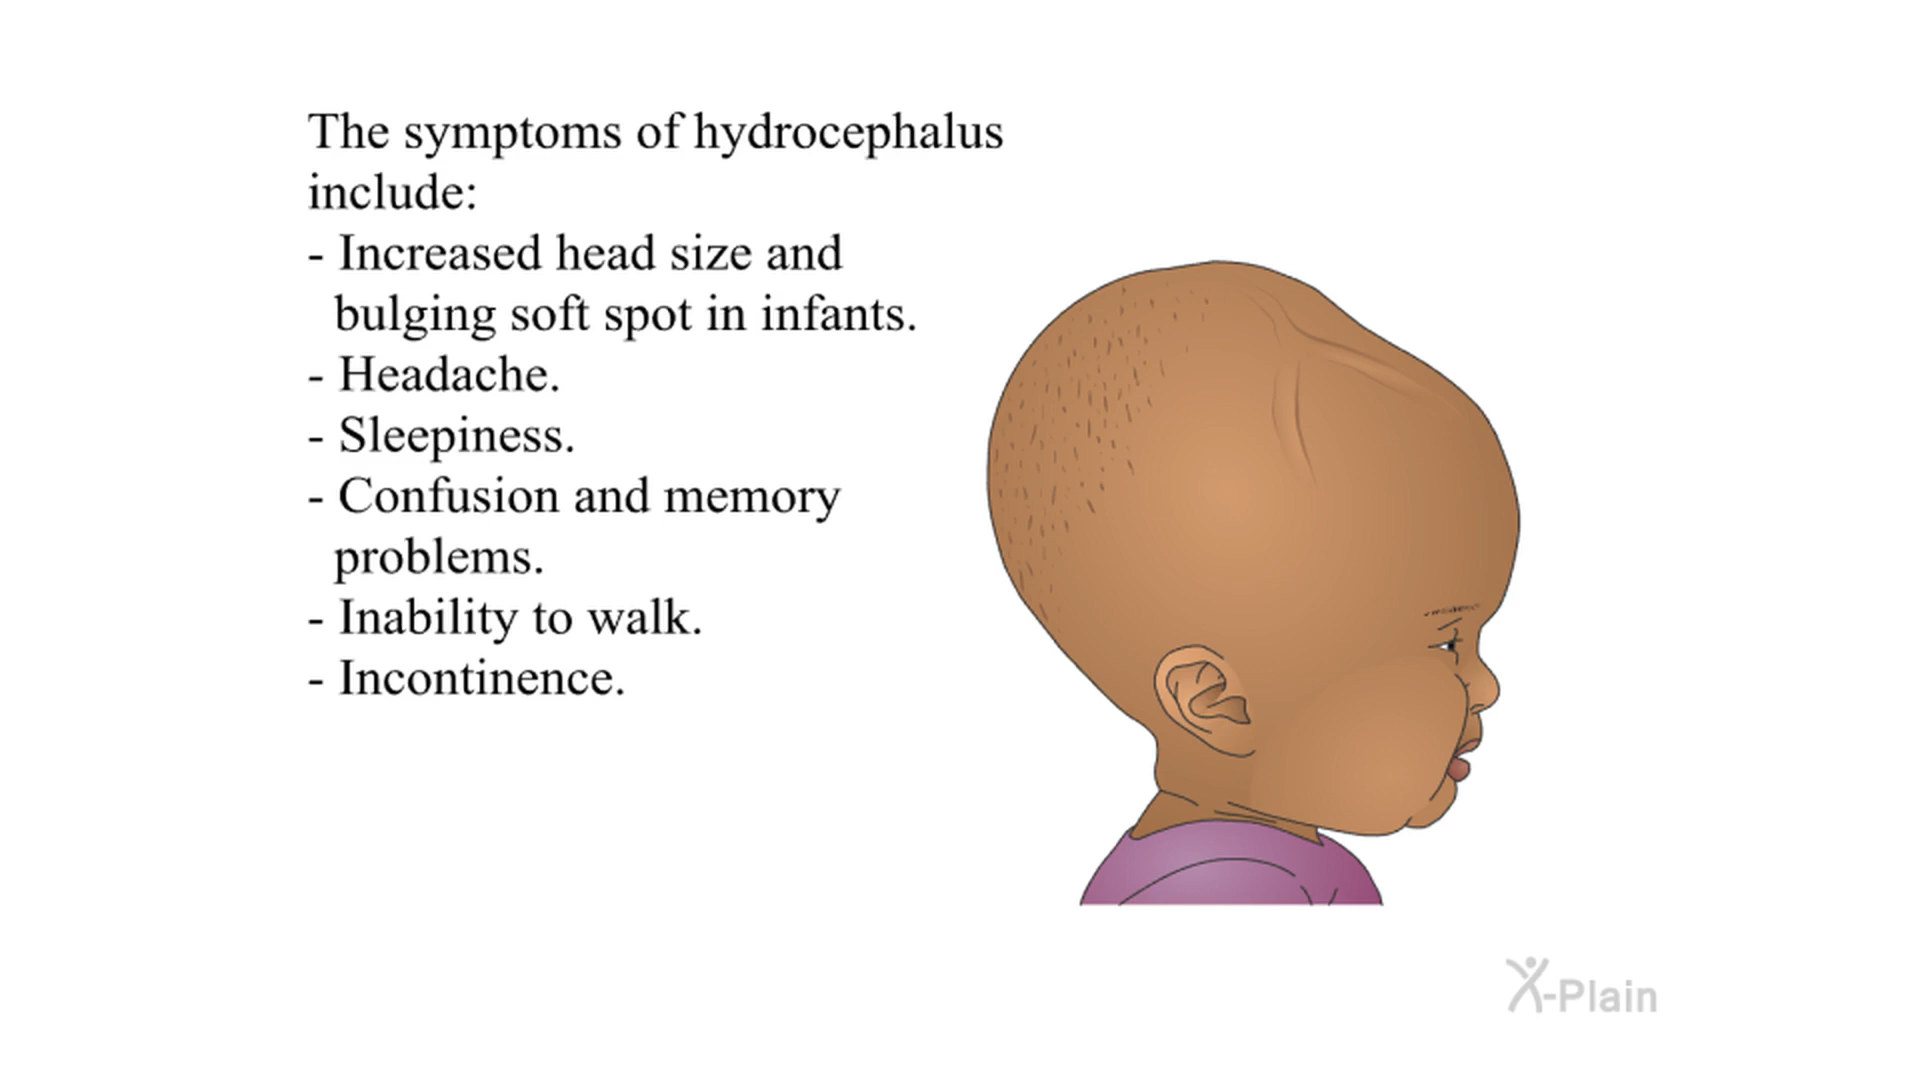 The symptoms of hydrocephalus
include:
- Increased head size and
bulging soft spot in infants.
- Headache.
- Sleepiness.
- Confusion and memory
problems.
- Inability to walk.
- Incontinence.
X-Plain